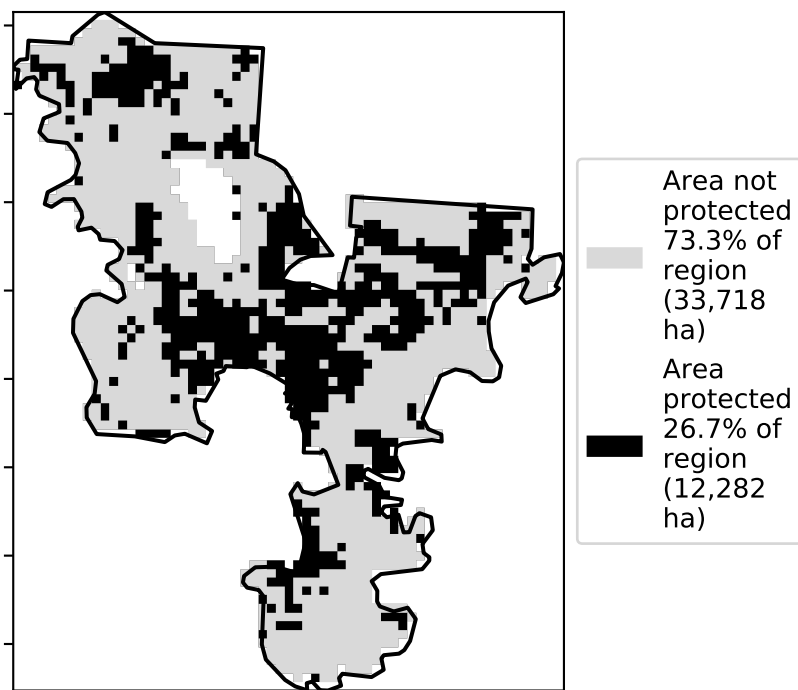 Area not
protected
73.3% of
region
(33,718
ha)
Area
protected
26.7% of
region
(12,282
ha)